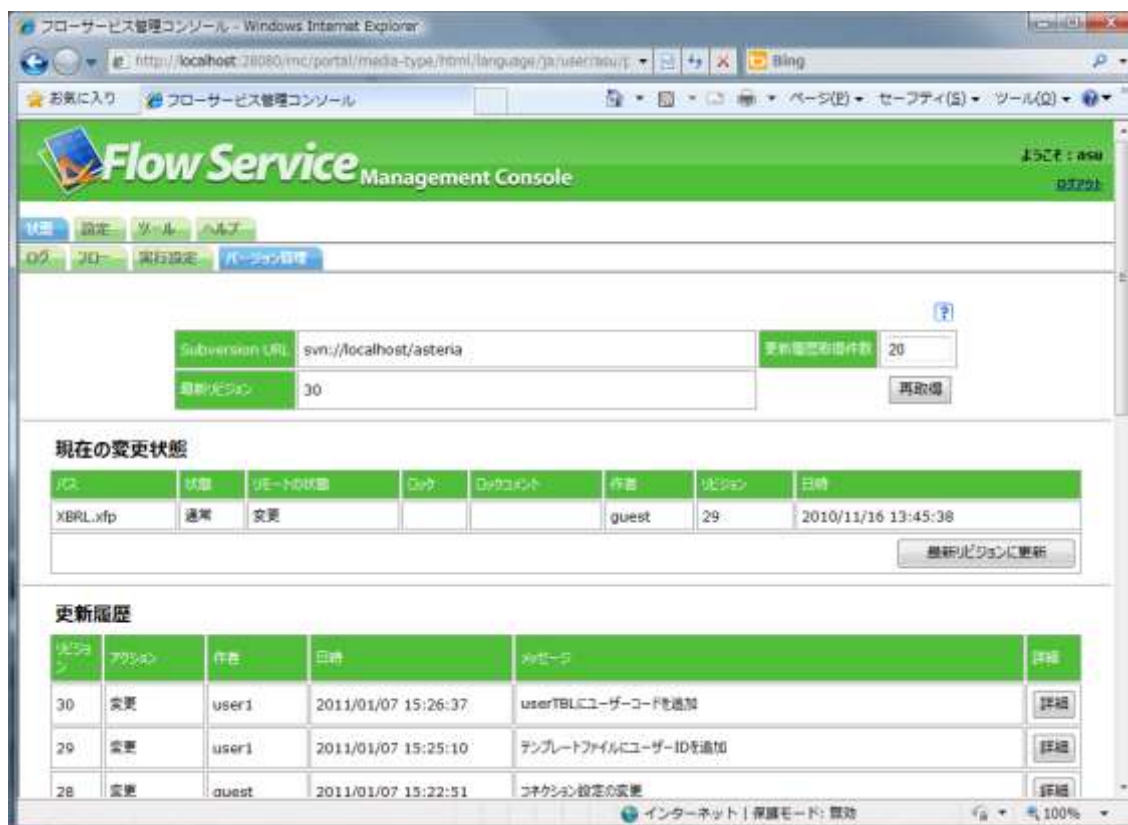 フローサービス管理コンソール - Windows Internet Explorer
http://localhost:28080/mc/portal/media-type/html/language/ja/user/asu/p
Bing
お気に入り
フローサービス管理コンソール
ページ(P) セーフティ(S) ツール(O)
Flow Service Management Console
ようこそ : asu
ログアウト
状態 設定 ツール ヘルプ
ログ フロー 実行設定 バージョン管理
Subversion URL svn://localhost/asteria 更新履歴取得件数 20
最新リビジョン 30 再取得
現在の変更状態
パス 状態 リモートの状態 ロック ロックコメント 作者 リビジョン 日時
XBRL.xfp 通常 変更 guest 29 2010/11/16 13:45:38
最新リビジョンに更新
更新履歴
リビジョン アクション 作者 日時 メッセージ 詳細
30 変更 user1 2011/01/07 15:26:37 userTBLにユーザーコードを追加 詳細
29 変更 user1 2011/01/07 15:25:10 テンプレートファイルにユーザーIDを追加 詳細
28 変更 guest 2011/01/07 15:22:51 コネクション設定の変更 詳細
インターネット | 保護モード: 無効 100%